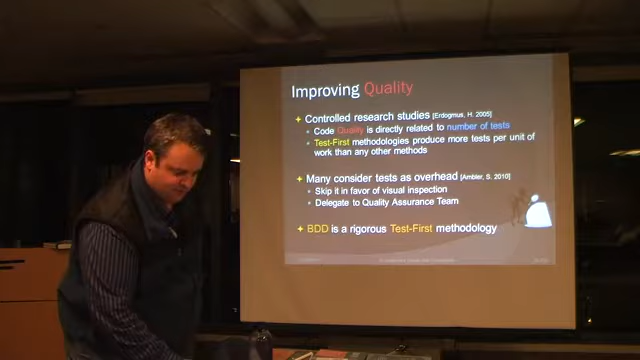 Improving Quality
Controlled research studies [Erdogmus, H. 2005]
Code Quality is directly related to number of tests
Test-First methodologies produce more tests per unit of
work than any other methods
Many consider tests as overhead [Ambler, S. 2010]
Skip it in favor of visual inspection
Delegate to Quality Assurance Team
BDD is a rigorous Test-First methodology